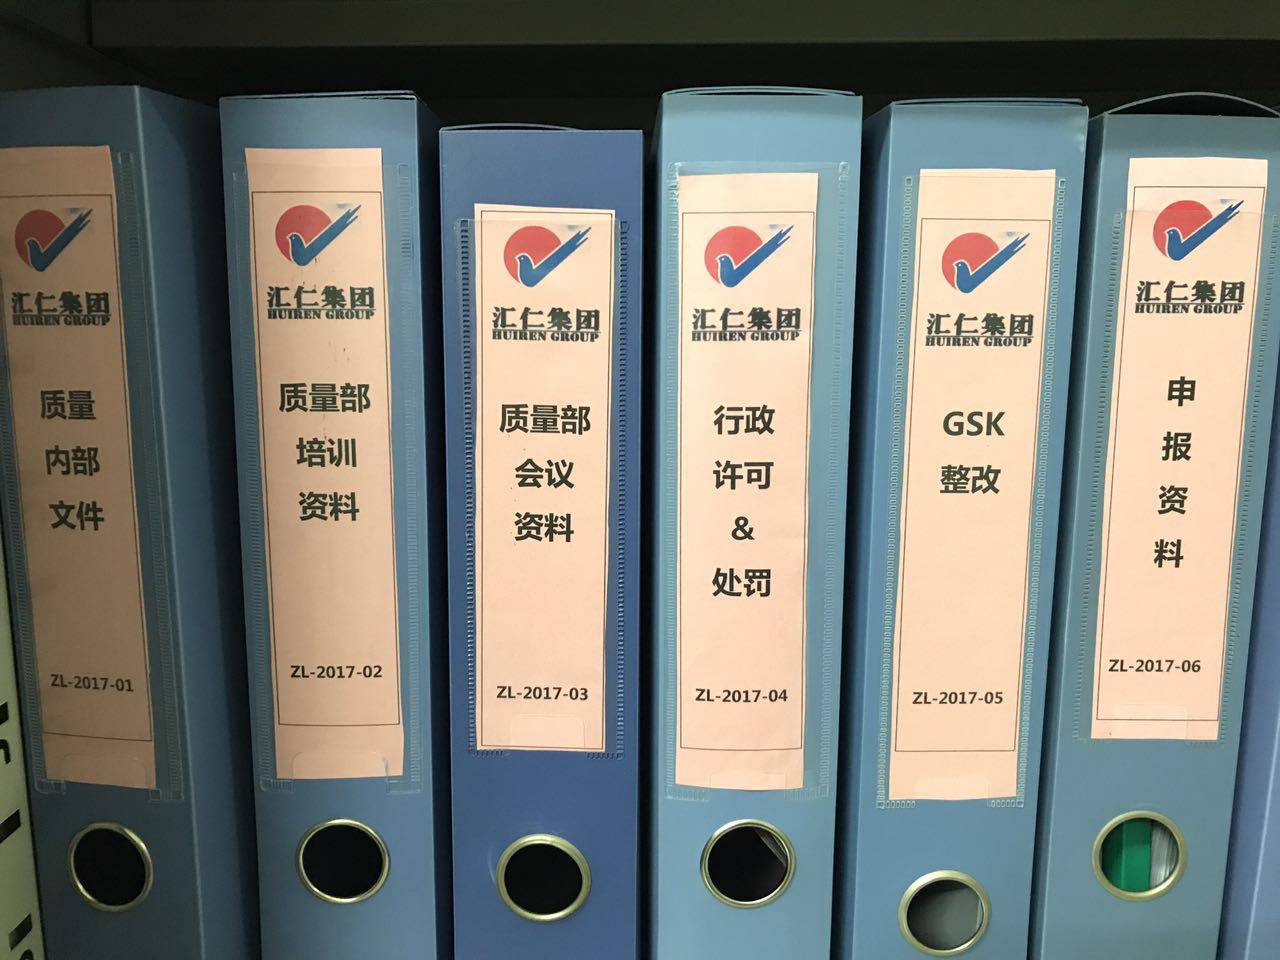 汇仁集团
HUIREN GROUP
质量
内部
文件
ZL-2017-01
汇仁集团
HUIREN GROUP
质量部
培训
资料
ZL-2017-02
汇仁集团
HUIREN GROUP
质量部
会议
资料
ZL-2017-03
汇仁集团
HUIREN GROUP
行政
许可
&
处罚
ZL-2017-04
汇仁集团
HUIREN GROUP
GSK
整改
ZL-2017-05
汇仁集团
HUIREN GROUP
申
报
资
料
ZL-2017-06